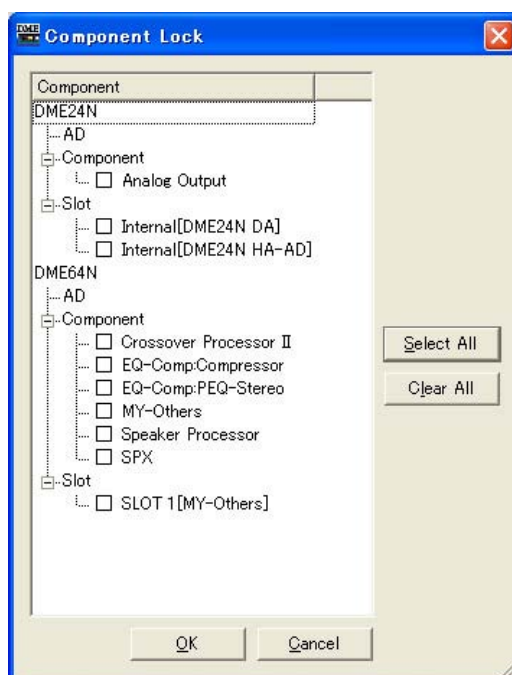 DME
Component Lock
Component
DME24N
AD
Component
Analog Output
Slot
Internal[DME24N DA]
Internal[DME24N HA-AD]
DME64N
AD
Component
Crossover Processor II
EQ-Comp:Compressor
EQ-Comp:PEQ-Stereo
MY-Others
Speaker Processor
SPX
Slot
SLOT 1[MY-Others]
Select All
Clear All
OK
Cancel